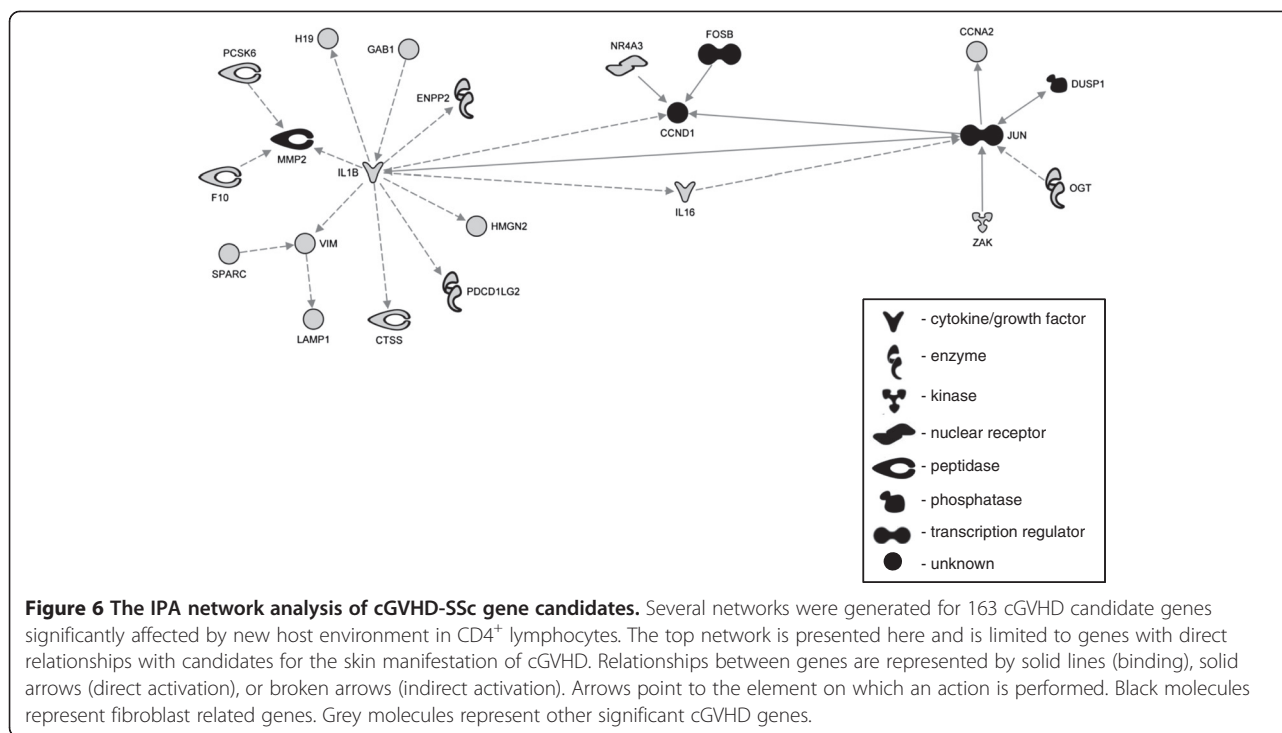 H19
GAB1
PCSK6
NR4A3
FOSB
CCNA2
ENPP2
DUSP1
CCND1
JUN
MMP2
IL1B
F10
IL16
OGT
HMGN2
ZAK
VIM
SPARC
PDCD1LG2
LAMP1
CTSS
- cytokine/growth factor
- enzyme
- kinase
- nuclear receptor
- peptidase
- phosphatase
- transcription regulator
- unknown
Figure 6 The IPA network analysis of cGVHD-SSc gene candidates. Several networks were generated for 163 cGVHD candidate genes
significantly affected by new host environment in CD4+ lymphocytes. The top network is presented here and is limited to genes with direct
relationships with candidates for the skin manifestation of cGVHD. Relationships between genes are represented by solid lines (binding), solid
arrows (direct activation), or broken arrows (indirect activation). Arrows point to the element on which an action is performed. Black molecules
represent fibroblast related genes. Grey molecules represent other significant cGVHD genes.